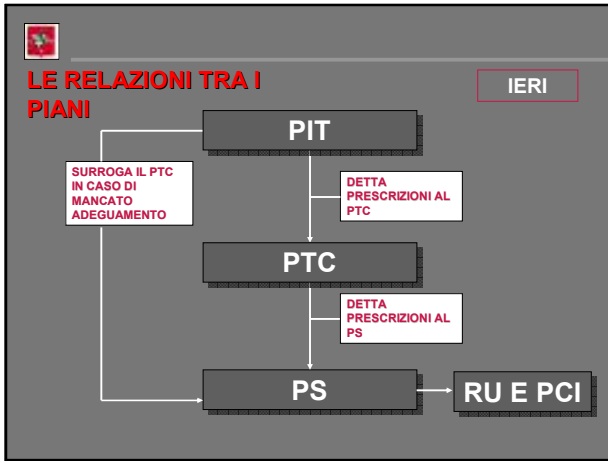 LE RELAZIONI TRA I
PIANI
IERI
PIT
SURROGA IL PTC
IN CASO DI
MANCATO
ADEGUAMENTO
DETTA
PRESCRIZIONI AL
PTC
PTC
DETTA
PRESCRIZIONI AL
PS
PS
RU E PCI